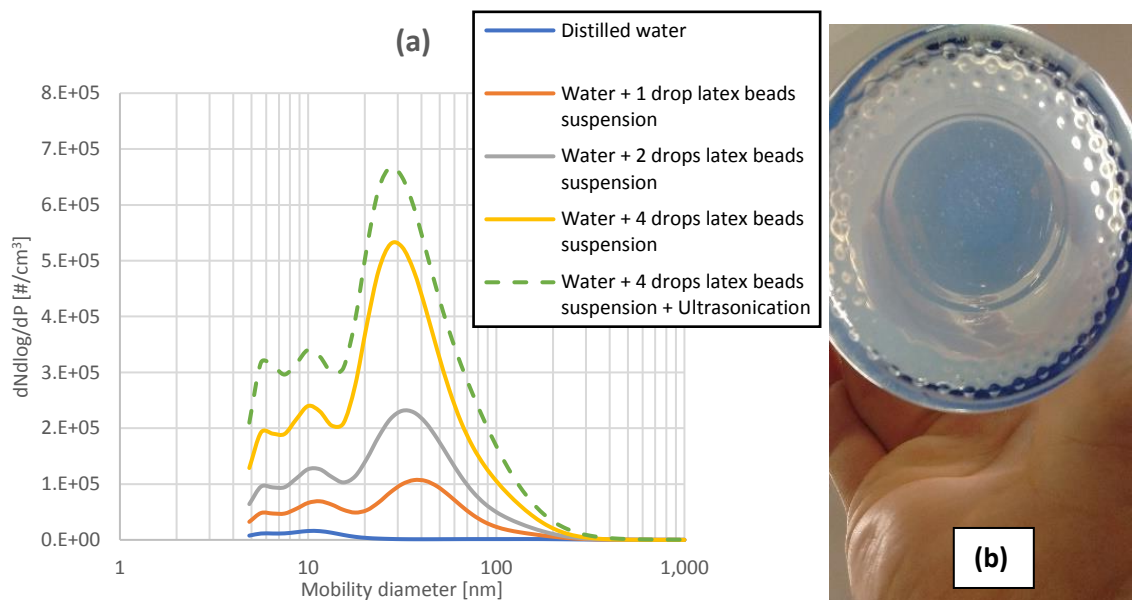 (a)
Distilled water
Water + 1 drop latex beads
suspension
Water + 2 drops latex beads
suspension
Water + 4 drops latex beads
suspension
Water + 4 drops latex beads
suspension + Ultrasonication
dNdlog/dP [#/cm³]
8.E+05
7.E+05
6.E+05
5.E+05
4.E+05
3.E+05
2.E+05
1.E+05
0.E+00
1
10
100
1,000
Mobility diameter [nm]
(b)